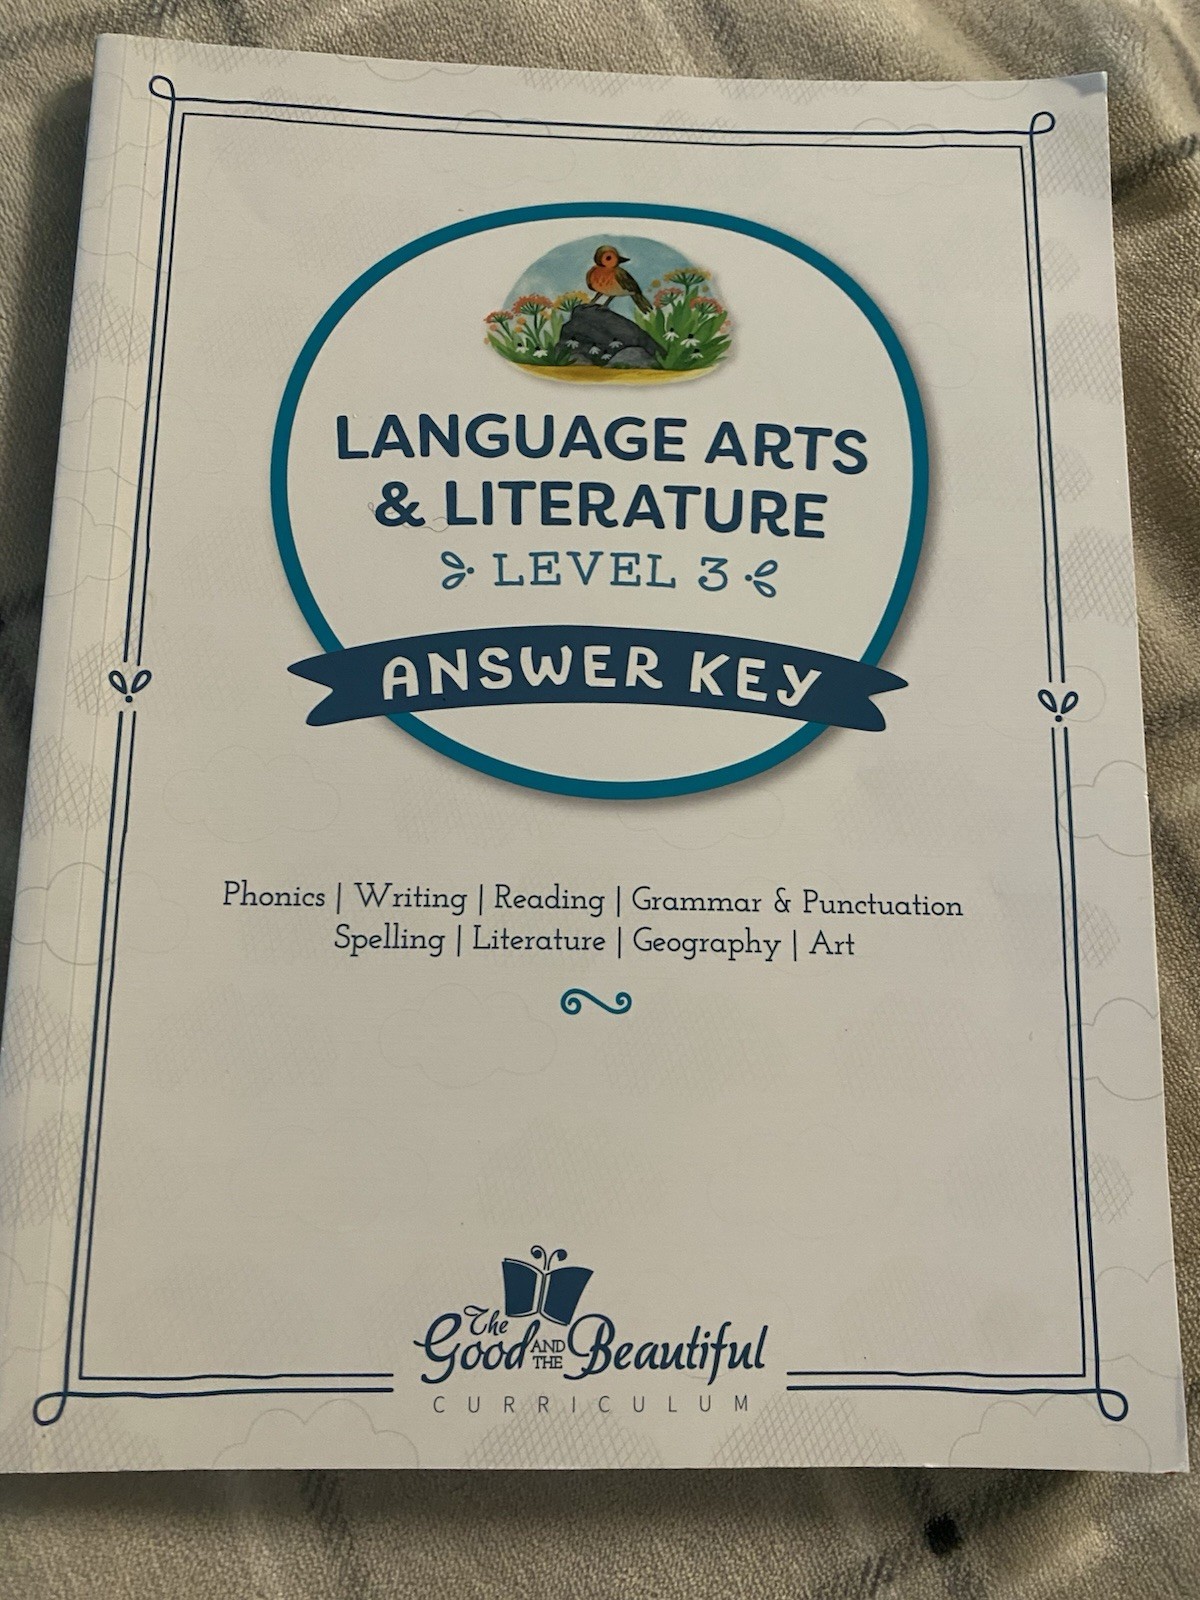 LANGUAGE ARTS
& LITERATURE
LEVEL 3
ANSWER KEY
Phonics | Writing | Reading | Grammar & Punctuation
Spelling | Literature | Geography | Art
The
Good AND THE Beautiful
CURRICULUM